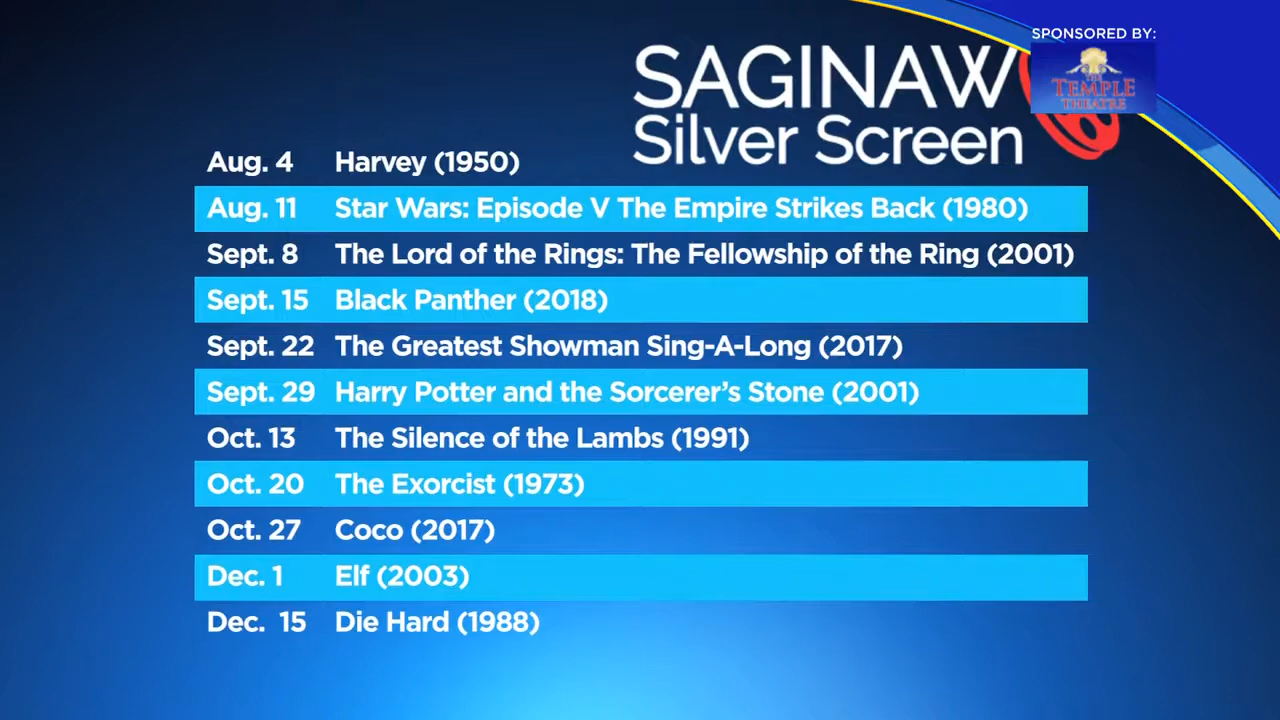 SPONSORED BY:
THE
TEMPLE
THEATRE
SAGINAW
Silver Screen
Aug. 4 Harvey (1950)
Aug. 11 Star Wars: Episode V The Empire Strikes Back (1980)
Sept. 8 The Lord of the Rings: The Fellowship of the Ring (2001)
Sept. 15 Black Panther (2018)
Sept. 22 The Greatest Showman Sing-A-Long (2017)
Sept. 29 Harry Potter and the Sorcerer's Stone (2001)
Oct. 13 The Silence of the Lambs (1991)
Oct. 20 The Exorcist (1973)
Oct. 27 Coco (2017)
Dec. 1 Elf (2003)
Dec. 15 Die Hard (1988)